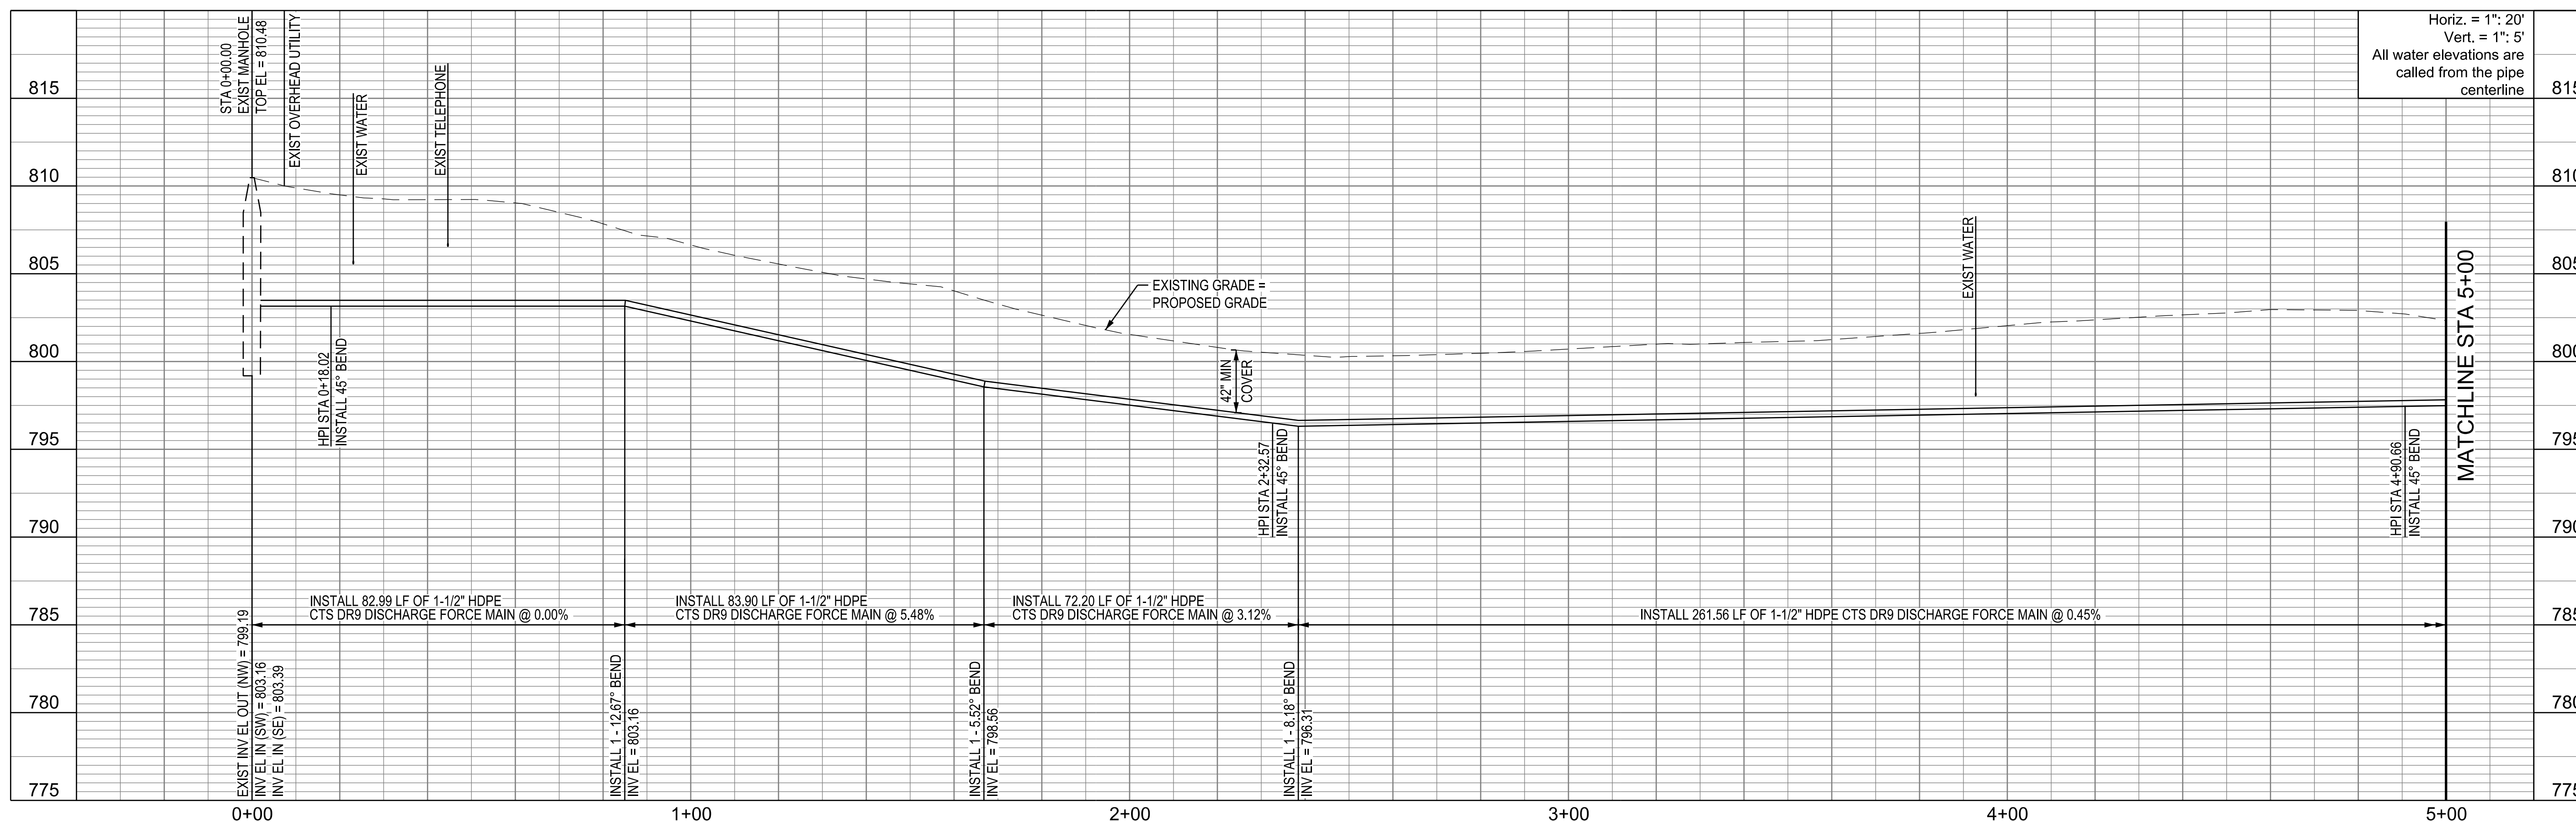 Horiz. = 1": 20'
Vert. = 1": 5'
All water elevations are
called from the pipe
centerline
STA 0+00.00
EXIST MANHOLE
TOP EL = 810.48
EXIST OVERHEAD UTILITY
EXIST WATER
EXIST TELEPHONE
815
810
805
800
795
790
785
780
775
EXISTING GRADE =
PROPOSED GRADE
42" MIN
COVER
EXIST WATER
HPI STA 0+18.02
INSTALL 45° BEND
HPI STA 2+32.57
INSTALL 45° BEND
HPI STA 4+90.66
INSTALL 45° BEND
MATCHLINE STA 5+00
INSTALL 82.99 LF OF 1-1/2" HDPE
CTS DR9 DISCHARGE FORCE MAIN @ 0.00%
INSTALL 83.90 LF OF 1-1/2" HDPE
CTS DR9 DISCHARGE FORCE MAIN @ 5.48%
INSTALL 72.20 LF OF 1-1/2" HDPE
CTS DR9 DISCHARGE FORCE MAIN @ 3.12%
INSTALL 261.56 LF OF 1-1/2" HDPE CTS DR9 DISCHARGE FORCE MAIN @ 0.45%
EXIST INV EL OUT (NW) = 799.19
INV EL IN (SW) = 803.16
INV EL IN (SE) = 803.39
INSTALL 1 - 12.67° BEND
INV EL = 803.16
INSTALL 1 - 5.52° BEND
INV EL = 798.56
INSTALL 1 - 8.18° BEND
INV EL = 796.31
0+00
1+00
2+00
3+00
4+00
5+00